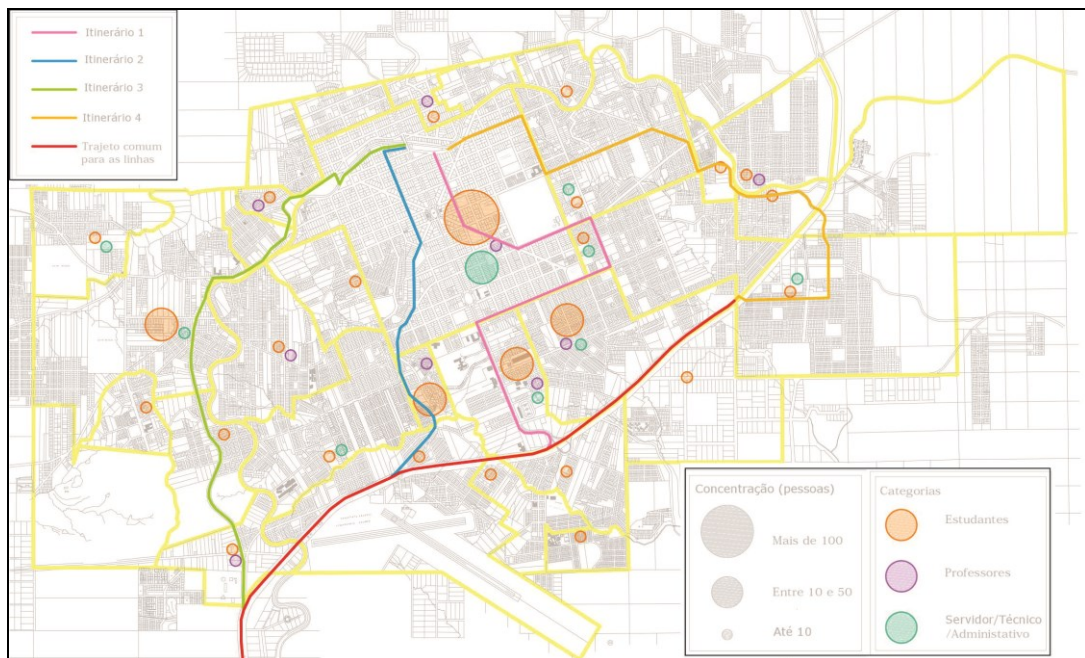 Itinerário 1
Itinerário 2
Itinerário 3
Itinerário 4
Trajeto comum
para as linhas
Concentração (pessoas)
Mais de 100
Entre 10 e 50
Até 10
Categorias
Estudantes
Professores
Servidor/Técnico
/Administativo